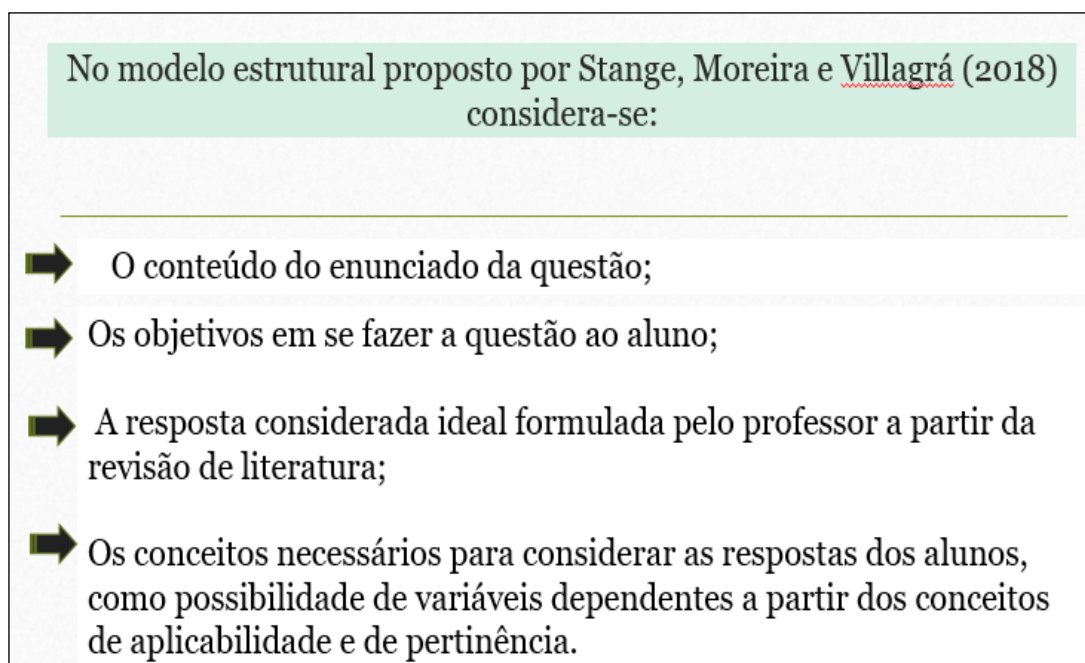 No modelo estrutural proposto por Stange, Moreira e Villagrá (2018)
considera-se:
O conteúdo do enunciado da questão;
Os objetivos em se fazer a questão ao aluno;
A resposta considerada ideal formulada pelo professor a partir da
revisão de literatura;
Os conceitos necessários para considerar as respostas dos alunos,
como possibilidade de variáveis dependentes a partir dos conceitos
de aplicabilidade e de pertinência.